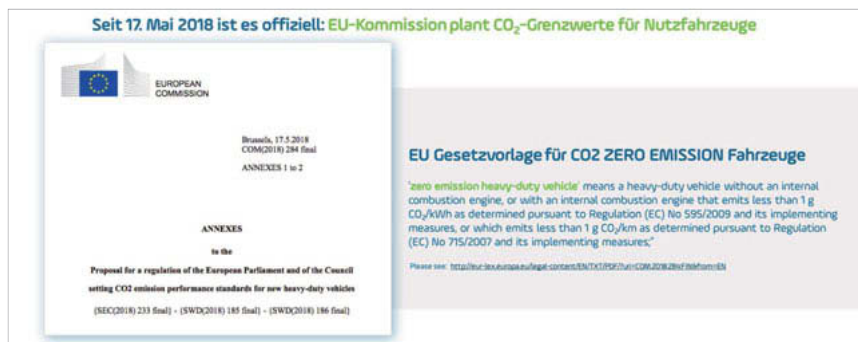 Seit 17. Mai 2018 ist es offiziell: EU-Kommission plant CO₂-Grenzwerte für Nutzfahrzeuge
EUROPEAN
COMMISSION
Brussels, 17.5.2018
COM(2018) 284 final
ANNEXES 1 to 2
ANNEXES
to the
Proposal for a regulation of the European Parliament and of the Council
setting CO2 emission performance standards for new heavy-duty vehicles
{SEC(2018) 233 final} - {SWD(2018) 185 final} - {SWD(2018) 186 final}
EU Gesetzvorlage für CO2 ZERO EMISSION Fahrzeuge
'zero emission heavy-duty vehicle' means a heavy-duty vehicle without an internal
combustion engine, or with an internal combustion engine that emits less than 1 g
CO₂/kWh as determined pursuant to Regulation (EC) No 595/2009 and its implementing
measures, or which emits less than 1 g CO₂/km as determined pursuant to Regulation
(EC) No 715/2007 and its implementing measures;"
Please see: